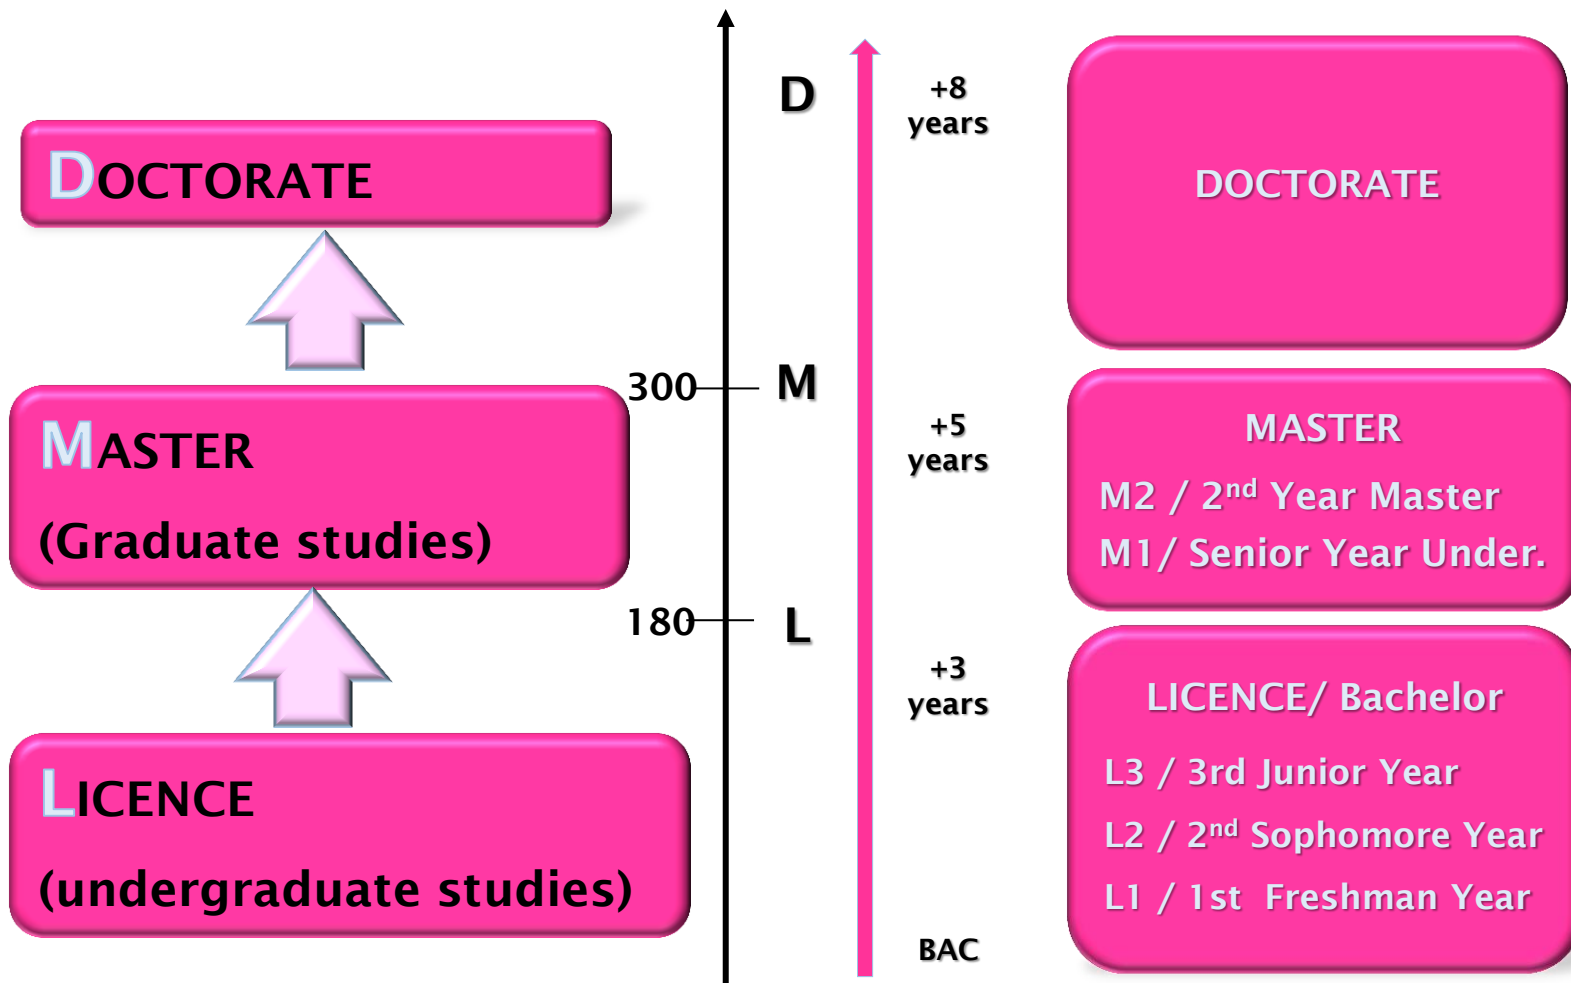 DOCTORATE
MASTER
(Graduate studies)
LICENCE
(undergraduate studies)
300
180
D
M
L
+8
years
+5
years
+3
years
BAC
DOCTORATE
MASTER
M2 / 2nd Year Master
M1/ Senior Year Under.
LICENCE/ Bachelor
L3 / 3rd Junior Year
L2 / 2nd Sophomore Year
L1 / 1st Freshman Year